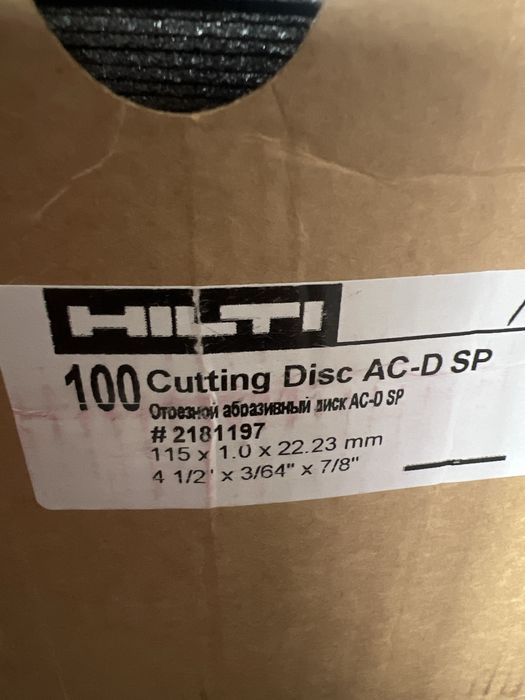 HILTI
100 Cutting Disc AC-D SP
Отрезной абразивный диск AC-D SP
# 2181197
115 x 1.0 x 22.23 mm
4 1/2' x 3/64" x 7/8"